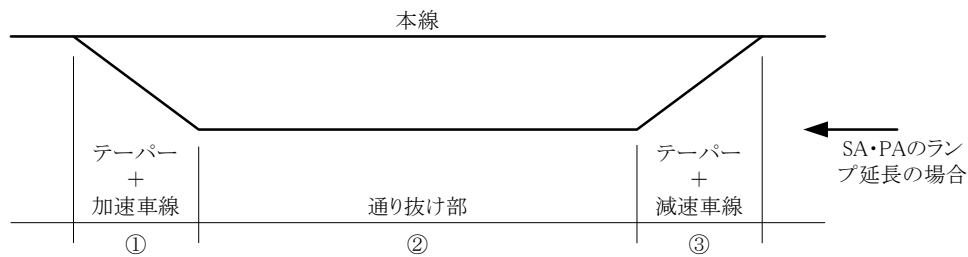 本線
テーパー
+
加速車線
通り抜け部
テーパー
+
減速車線
SA・PAのラン
プ延長の場合
①
②
③